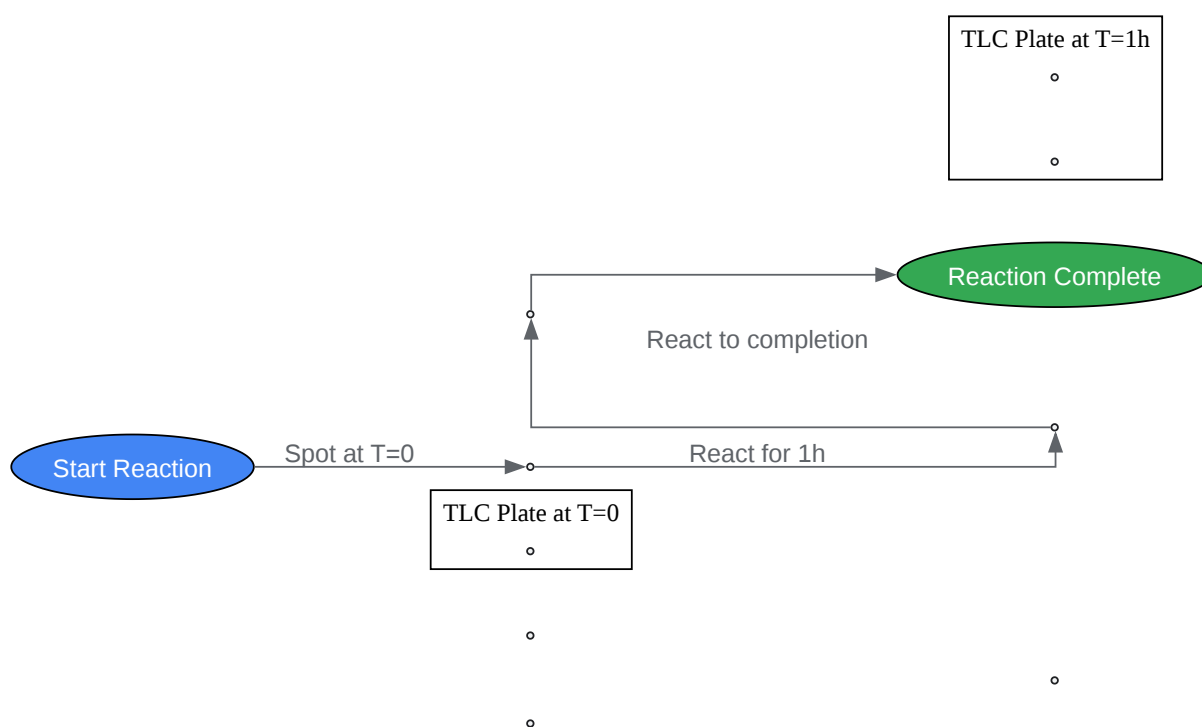 TLC Plate at T=1h
Reaction Complete
React to completion
Start Reaction
Spot at T=0
React for 1h
TLC Plate at T=0